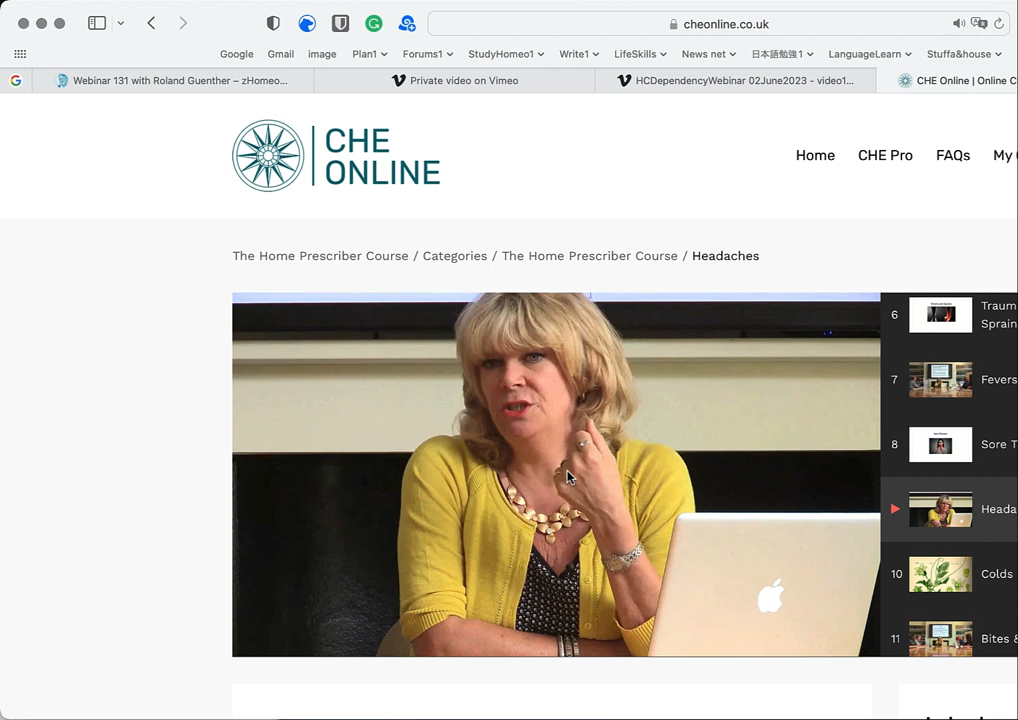 cheonline.co.uk
Google Gmail image Plan1 Forums1 StudyHomeo1 Write1 LifeSkills News net 日本語勉強1 LanguageLearn Stuffa&house
Webinar 131 with Roland Guenther – zHomeo... Private video on Vimeo HCDependencyWebinar 02June2023 - video1... CHE Online | Online C
CHE
ONLINE
Home CHE Pro FAQs My
The Home Prescriber Course / Categories / The Home Prescriber Course / Headaches
6 Traum
Sprain
7 Fevers
8 Sore T
Heada
10 Colds
11 Bites &